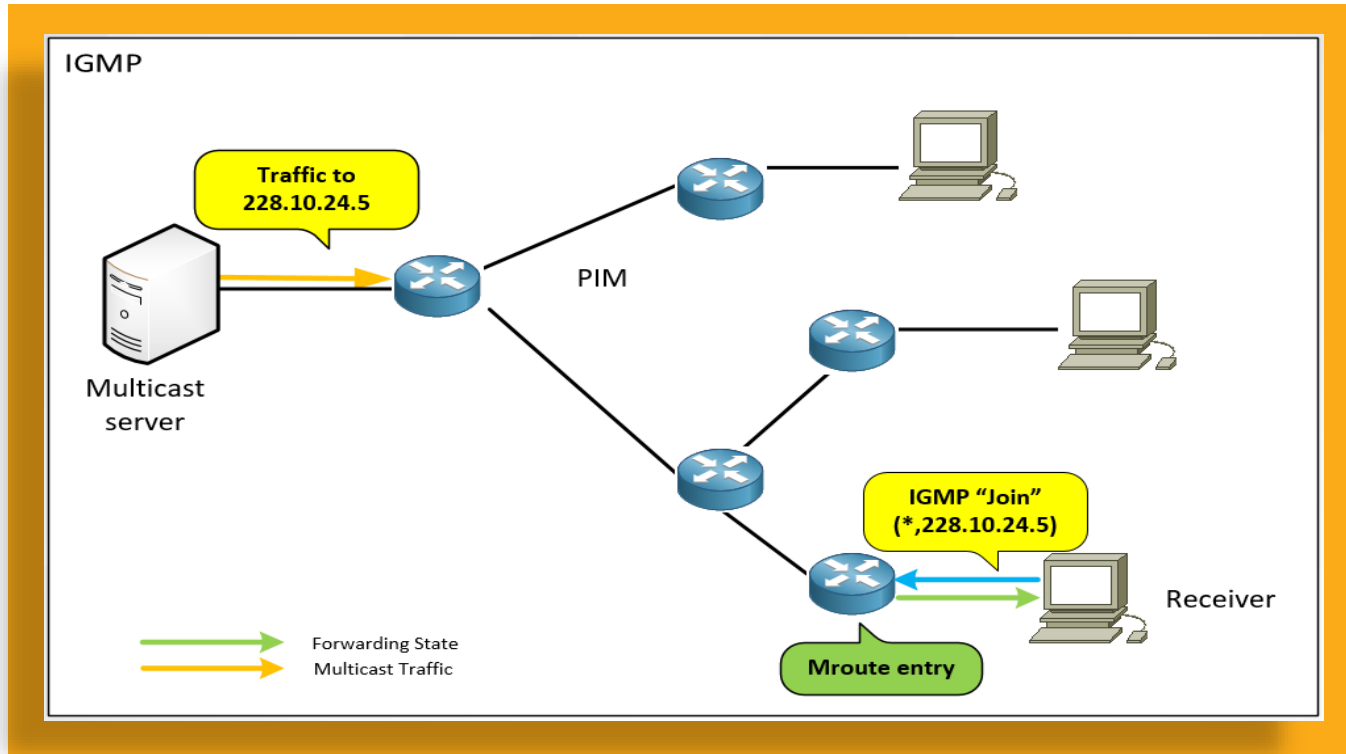 IGMP
Traffic to
228.10.24.5
PIM
Multicast
server
IGMP “Join”
(*,228.10.24.5)
Receiver
Mroute entry
Forwarding State
Multicast Traffic